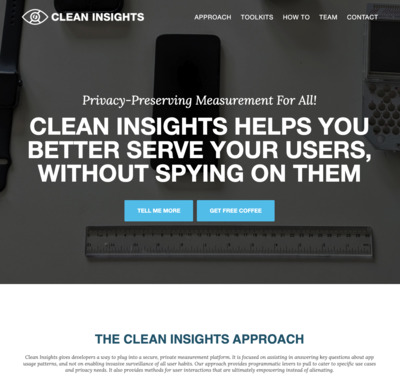 CLEAN INSIGHTS
APPROACH TOOLKITS HOW TO TEAM CONTACT
Privacy-Preserving Measurement For All!
CLEAN INSIGHTS HELPS YOU
BETTER SERVE YOUR USERS,
WITHOUT SPYING ON THEM
TELL ME MORE GET FREE COFFEE
THE CLEAN INSIGHTS APPROACH
Clean Insights gives developers a way to plug into a secure, private measurement platform. It is focused on assisting in answering key questions about app
usage patterns, and not on enabling invasive surveillance of all user habits. Our approach provides programmatic levers to pull to cater to specific use cases
and privacy needs. It also provides methods for user interactions that are ultimately empowering instead of alienating.